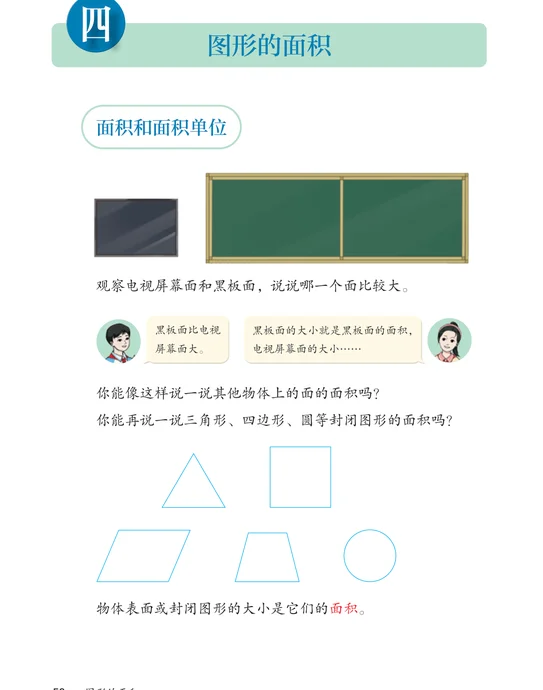 四
图形的面积
面积和面积单位
观察电视屏幕面和黑板面，说说哪一个面比较大。
黑板面比电视
屏幕面大。
黑板面的大小就是黑板面的面积，
电视屏幕面的大小……
你能像这样说一说其他物体上的面的面积吗？
你能再说一说三角形、四边形、圆等封闭图形的面积吗？
物体表面或封闭图形的大小是它们的面积。